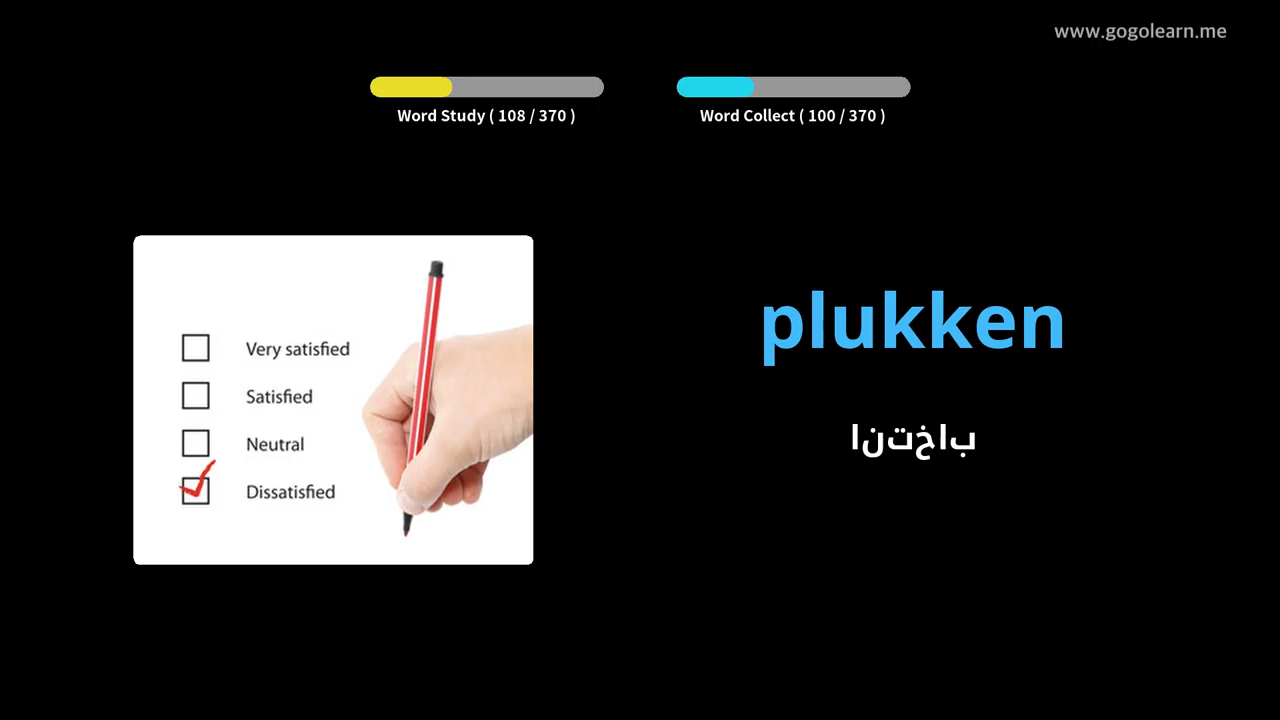 www.gogolearn.me
Word Study ( 108 / 370 )
Word Collect ( 100 / 370 )
Very satisfied
Satisfied
Neutral
Dissatisfied
plukken
انتخاب